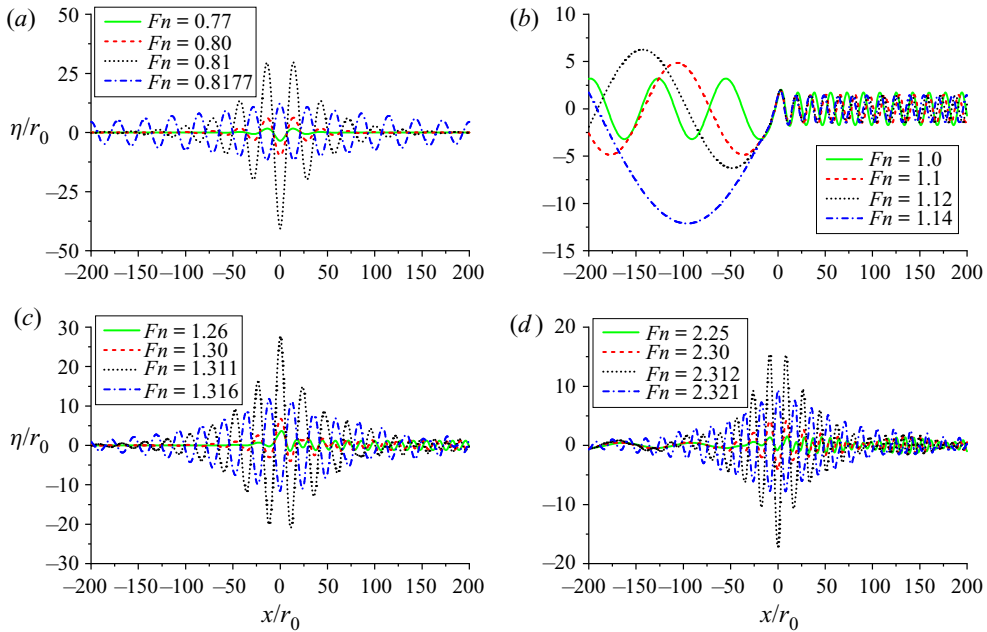 (a)
50
25
0
–25
–50
η/r0
Fn = 0.77
Fn = 0.80
Fn = 0.81
Fn = 0.8177
–200 –150 –100 –50 0 50 100 150 200
(b)
10
5
0
–5
–10
–15
Fn = 1.0
Fn = 1.1
Fn = 1.12
Fn = 1.14
–200 –150 –100 –50 0 50 100 150 200
(c)
30
20
10
0
–10
–20
–30
η/r0
Fn = 1.26
Fn = 1.30
Fn = 1.311
Fn = 1.316
–200 –150 –100 –50 0 50 100 150 200
x/r0
(d)
20
10
0
–10
–20
Fn = 2.25
Fn = 2.30
Fn = 2.312
Fn = 2.321
–200 –150 –100 –50 0 50 100 150 200
x/r0